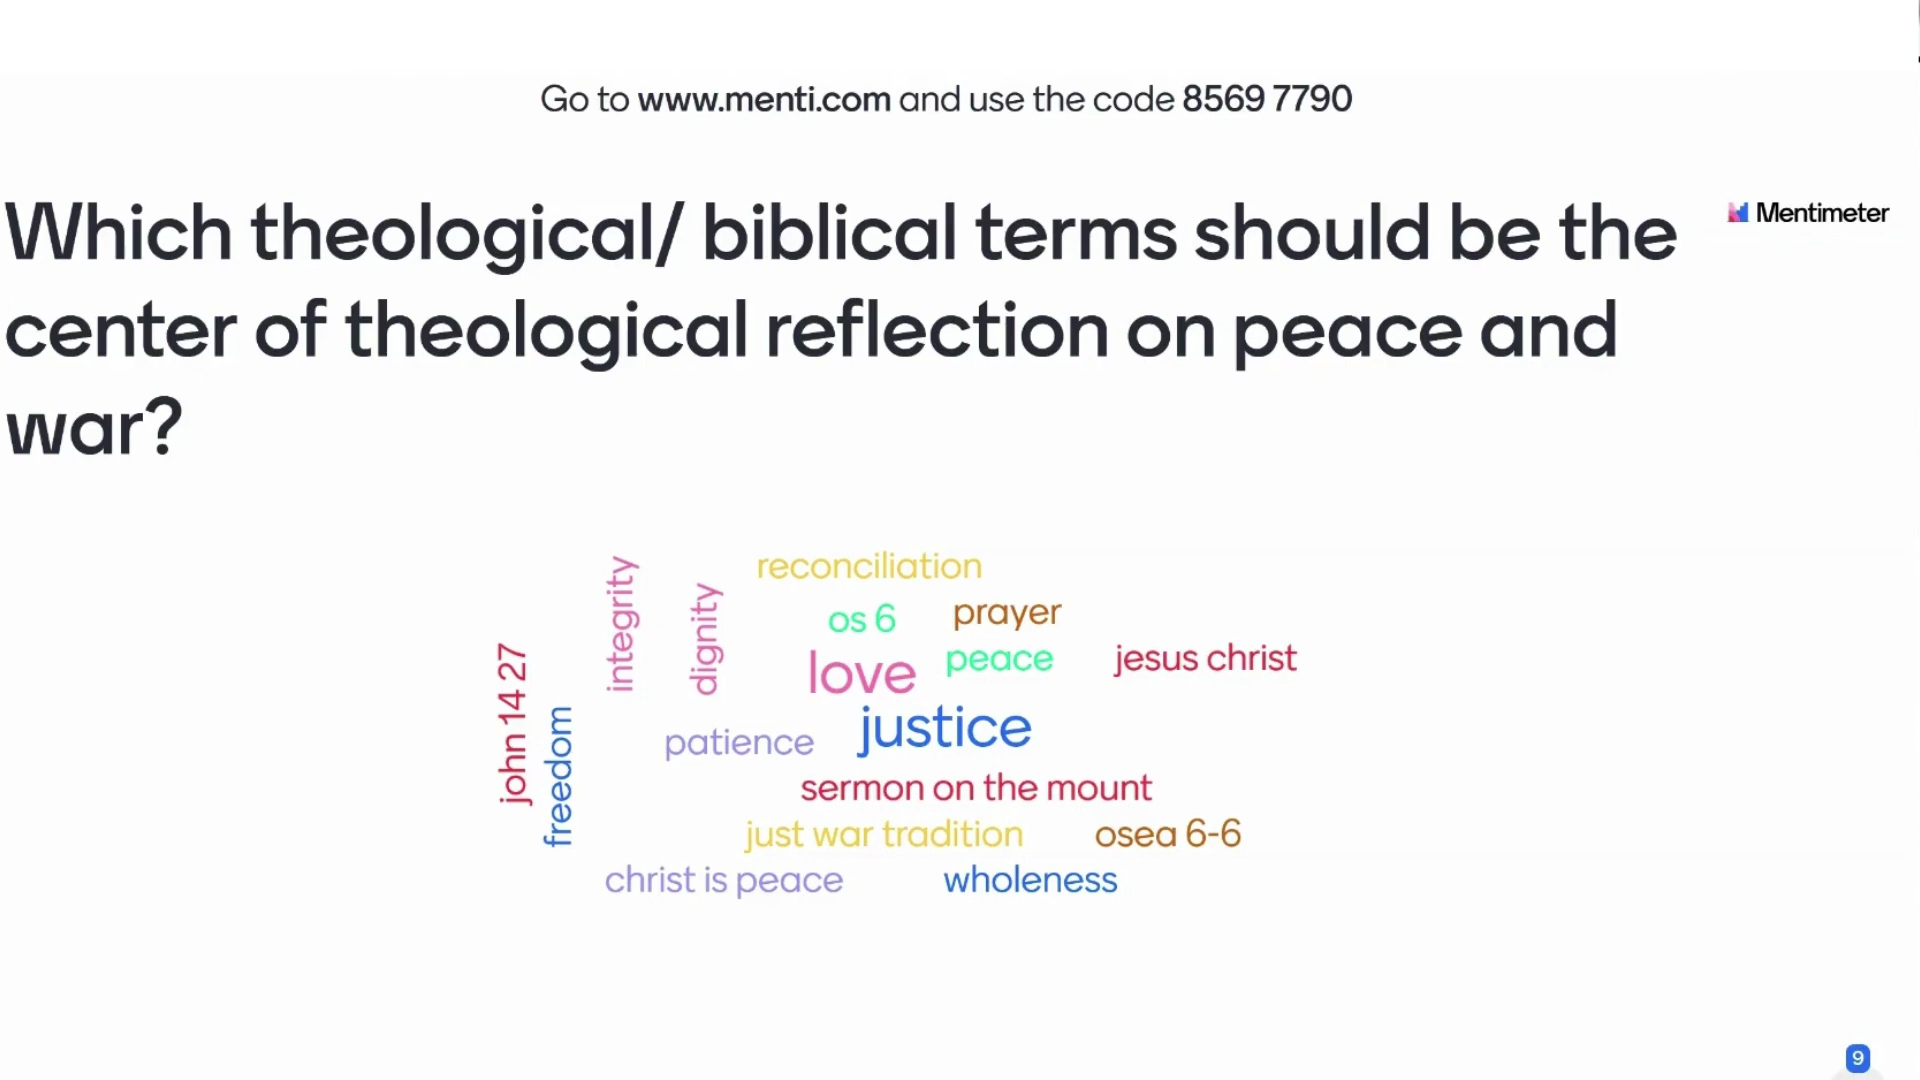 Go to www.menti.com and use the code 8569 7790
Which theological/ biblical terms should be the
center of theological reflection on peace and
war?
Mentimeter
reconciliation
integrity
dignity
os 6
prayer
john 14 27
love
peace
jesus christ
freedom
patience
justice
sermon on the mount
just war tradition
osea 6-6
christ is peace
wholeness
9